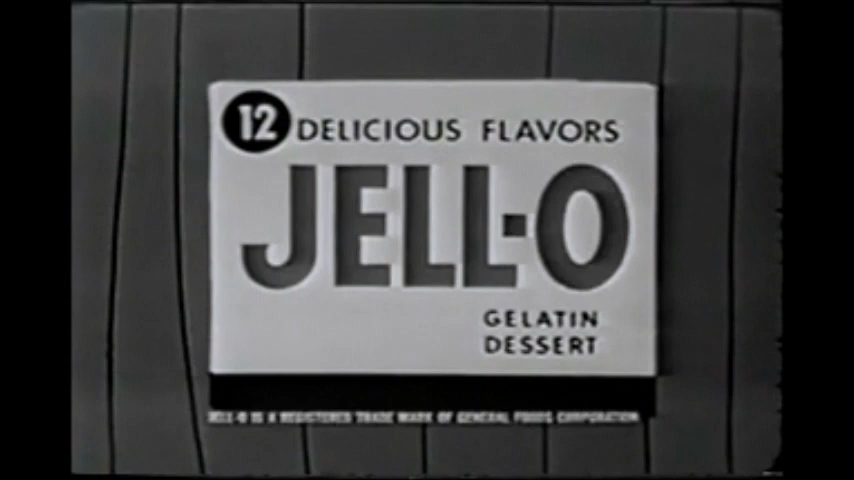 12 DELICIOUS FLAVORS
JELL-O
GELATIN
DESSERT
JELL-O IS A REGISTERED TRADE MARK OF GENERAL FOODS CORPORATION